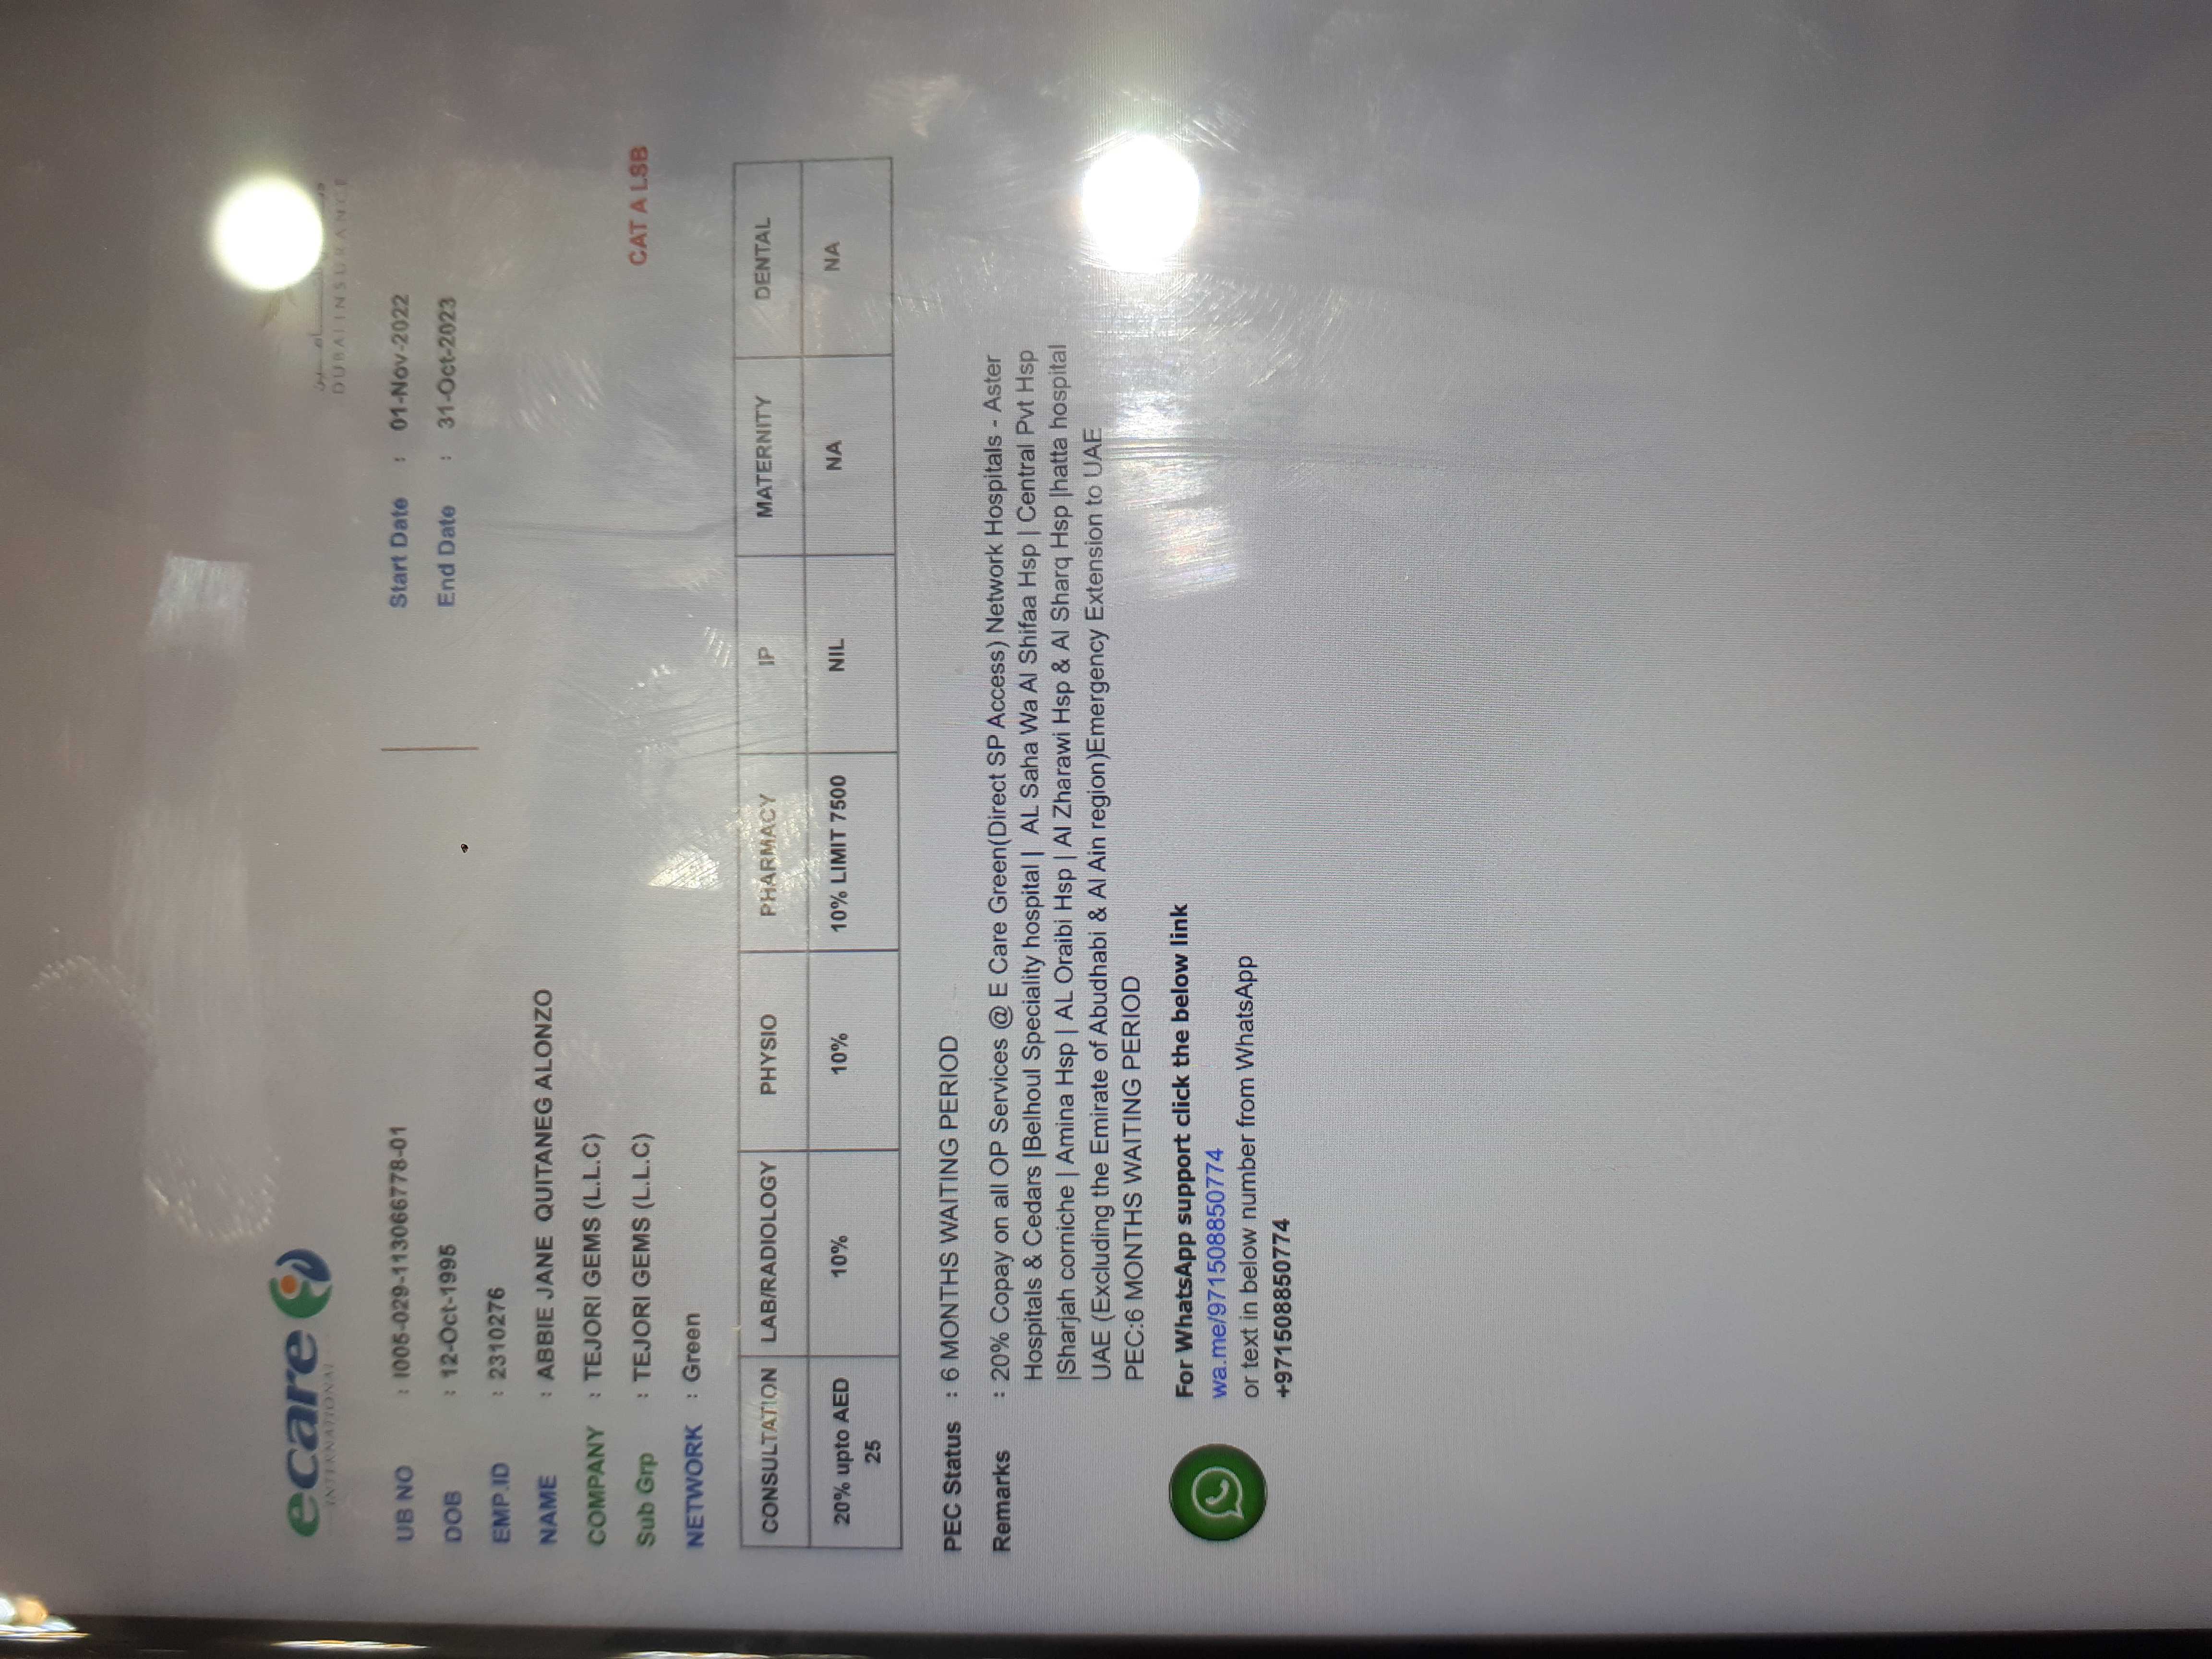 ecare
INTERNATIONAL
DUBAI INSURANCE
UB NO : I005-029-113066778-01
Start Date : 01-Nov-2022
DOB : 12-Oct-1995
End Date : 31-Oct-2023
EMP.ID : 2310276
NAME : ABBIE JANE QUITANEG ALONZO
COMPANY : TEJORI GEMS (L.L.C)
Sub Grp : TEJORI GEMS (L.L.C)
CAT A LSB
NETWORK : Green
CONSULTATION LAB/RADIOLOGY PHYSIO PHARMACY IP MATERNITY DENTAL
20% upto AED 10% 10% 10% LIMIT 7500 NIL NA NA
25
PEC Status : 6 MONTHS WAITING PERIOD
Remarks : 20% Copay on all OP Services @ E Care Green(Direct SP Access) Network Hospitals - Aster
Hospitals & Cedars |Belhoul Speciality hospital | AL Saha Wa Al Shifaa Hsp | Central Pvt Hsp
|Sharjah corniche | Amina Hsp | AL Oraibi Hsp | Al Zharawi Hsp & Al Sharq Hsp |hatta hospital
UAE (Excluding the Emirate of Abudhabi & Al Ain region)Emergency Extension to UAE
PEC:6 MONTHS WAITING PERIOD
For WhatsApp support click the below link
wa.me/971508850774
or text in below number from WhatsApp
+971508850774